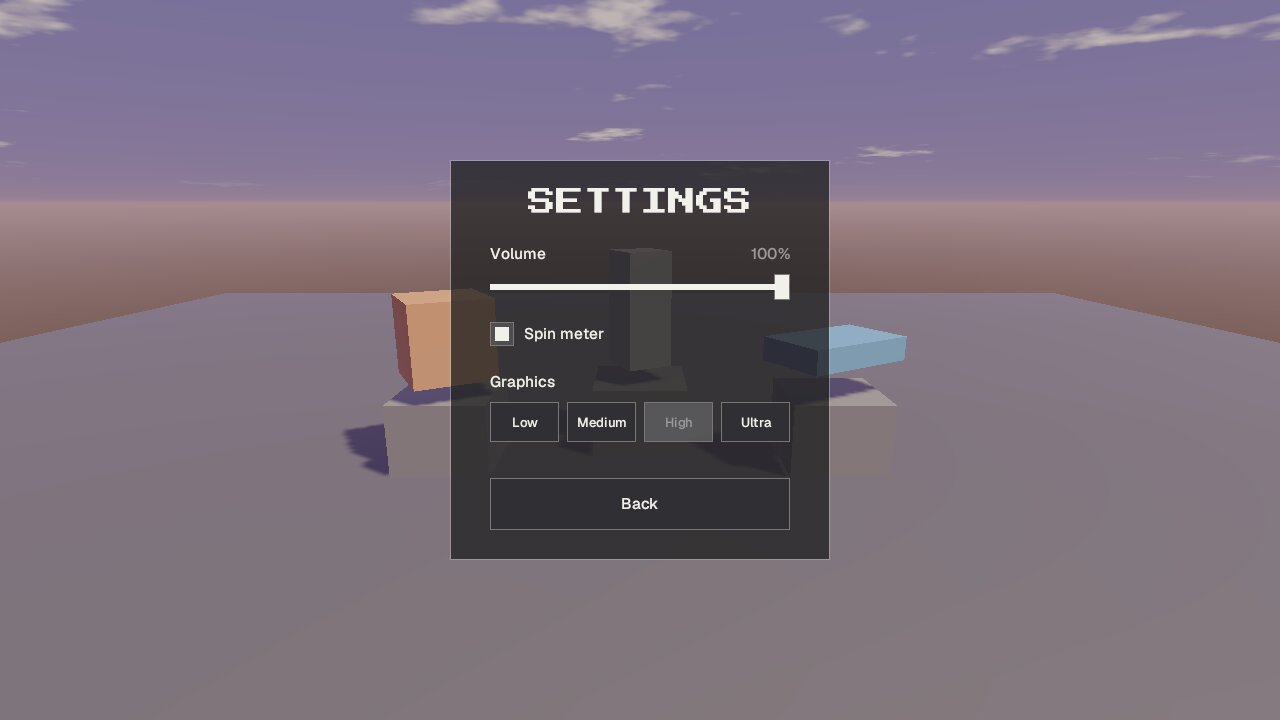 SETTINGS
Volume 100%
Spin meter
Graphics
Low Medium High Ultra
Back